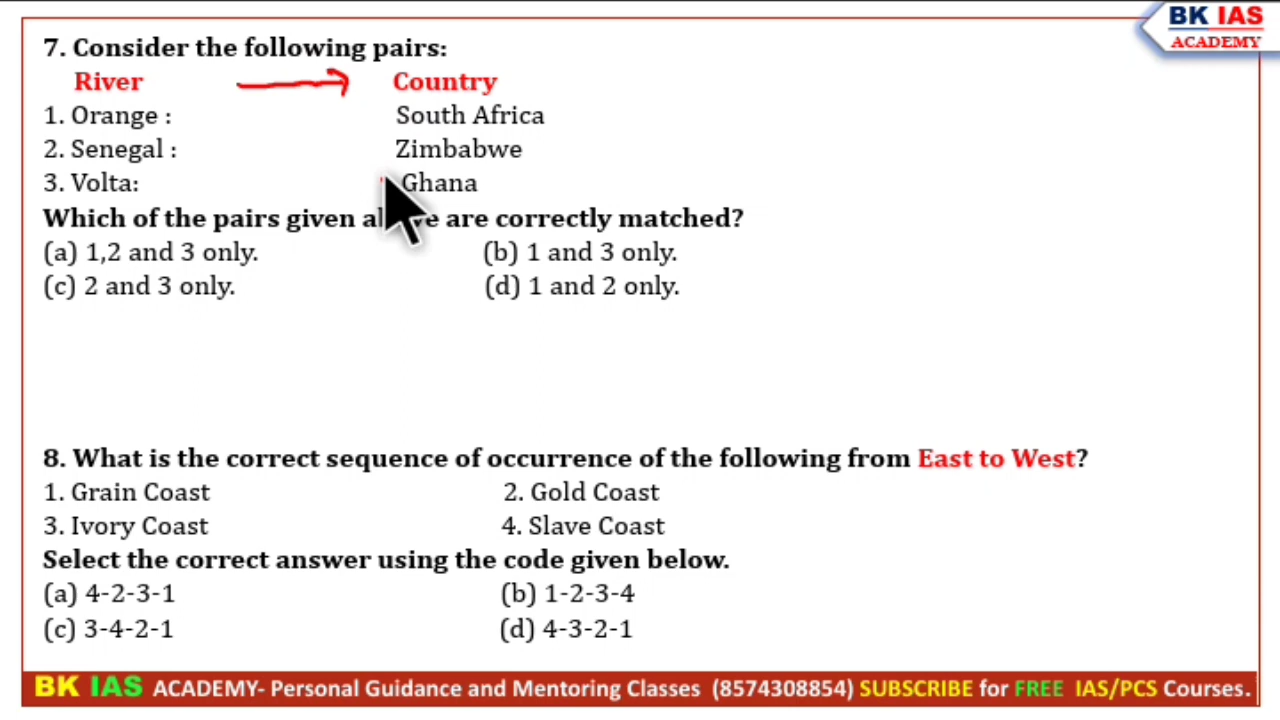 BK IAS
ACADEMY
7. Consider the following pairs:
River Country
1. Orange : South Africa
2. Senegal : Zimbabwe
3. Volta: Ghana
Which of the pairs given are correctly matched?
(a) 1,2 and 3 only. (b) 1 and 3 only.
(c) 2 and 3 only. (d) 1 and 2 only.
8. What is the correct sequence of occurrence of the following from East to West?
1. Grain Coast 2. Gold Coast
3. Ivory Coast 4. Slave Coast
Select the correct answer using the code given below.
(a) 4-2-3-1 (b) 1-2-3-4
(c) 3-4-2-1 (d) 4-3-2-1
BK IAS ACADEMY- Personal Guidance and Mentoring Classes (8574308854) SUBSCRIBE for FREE IAS/PCS Courses.